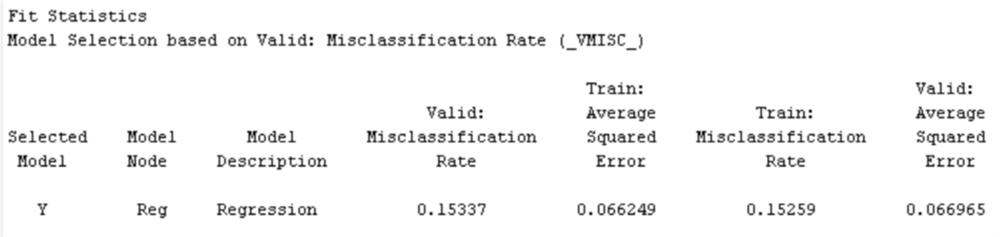 Fit Statistics
Model Selection based on Valid: Misclassification Rate (_VMISC_)
Train: Valid:
Valid: Average Train: Average
Selected Model Model Misclassification Squared Misclassification Squared
Model Node Description Rate Error Rate Error
Y Reg Regression 0.15337 0.066249 0.15259 0.066965